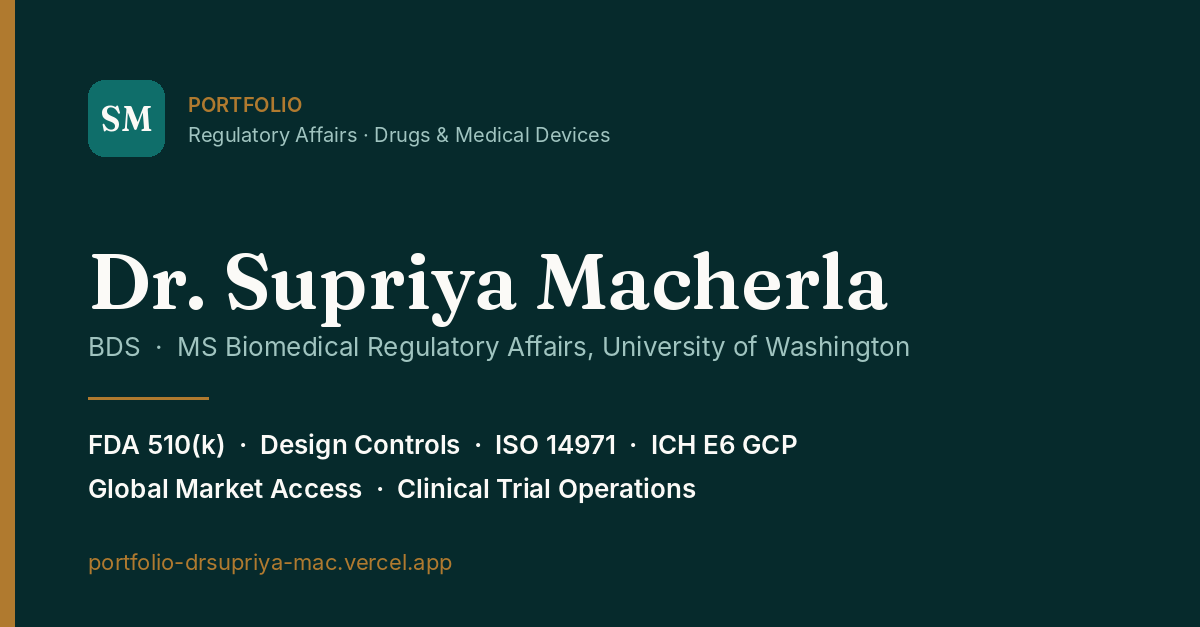 SM
PORTFOLIO
Regulatory Affairs · Drugs & Medical Devices
Dr. Supriya Macherla
BDS · MS Biomedical Regulatory Affairs, University of Washington
FDA 510(k) · Design Controls · ISO 14971 · ICH E6 GCP
Global Market Access · Clinical Trial Operations
portfolio-drsupriya-mac.vercel.app